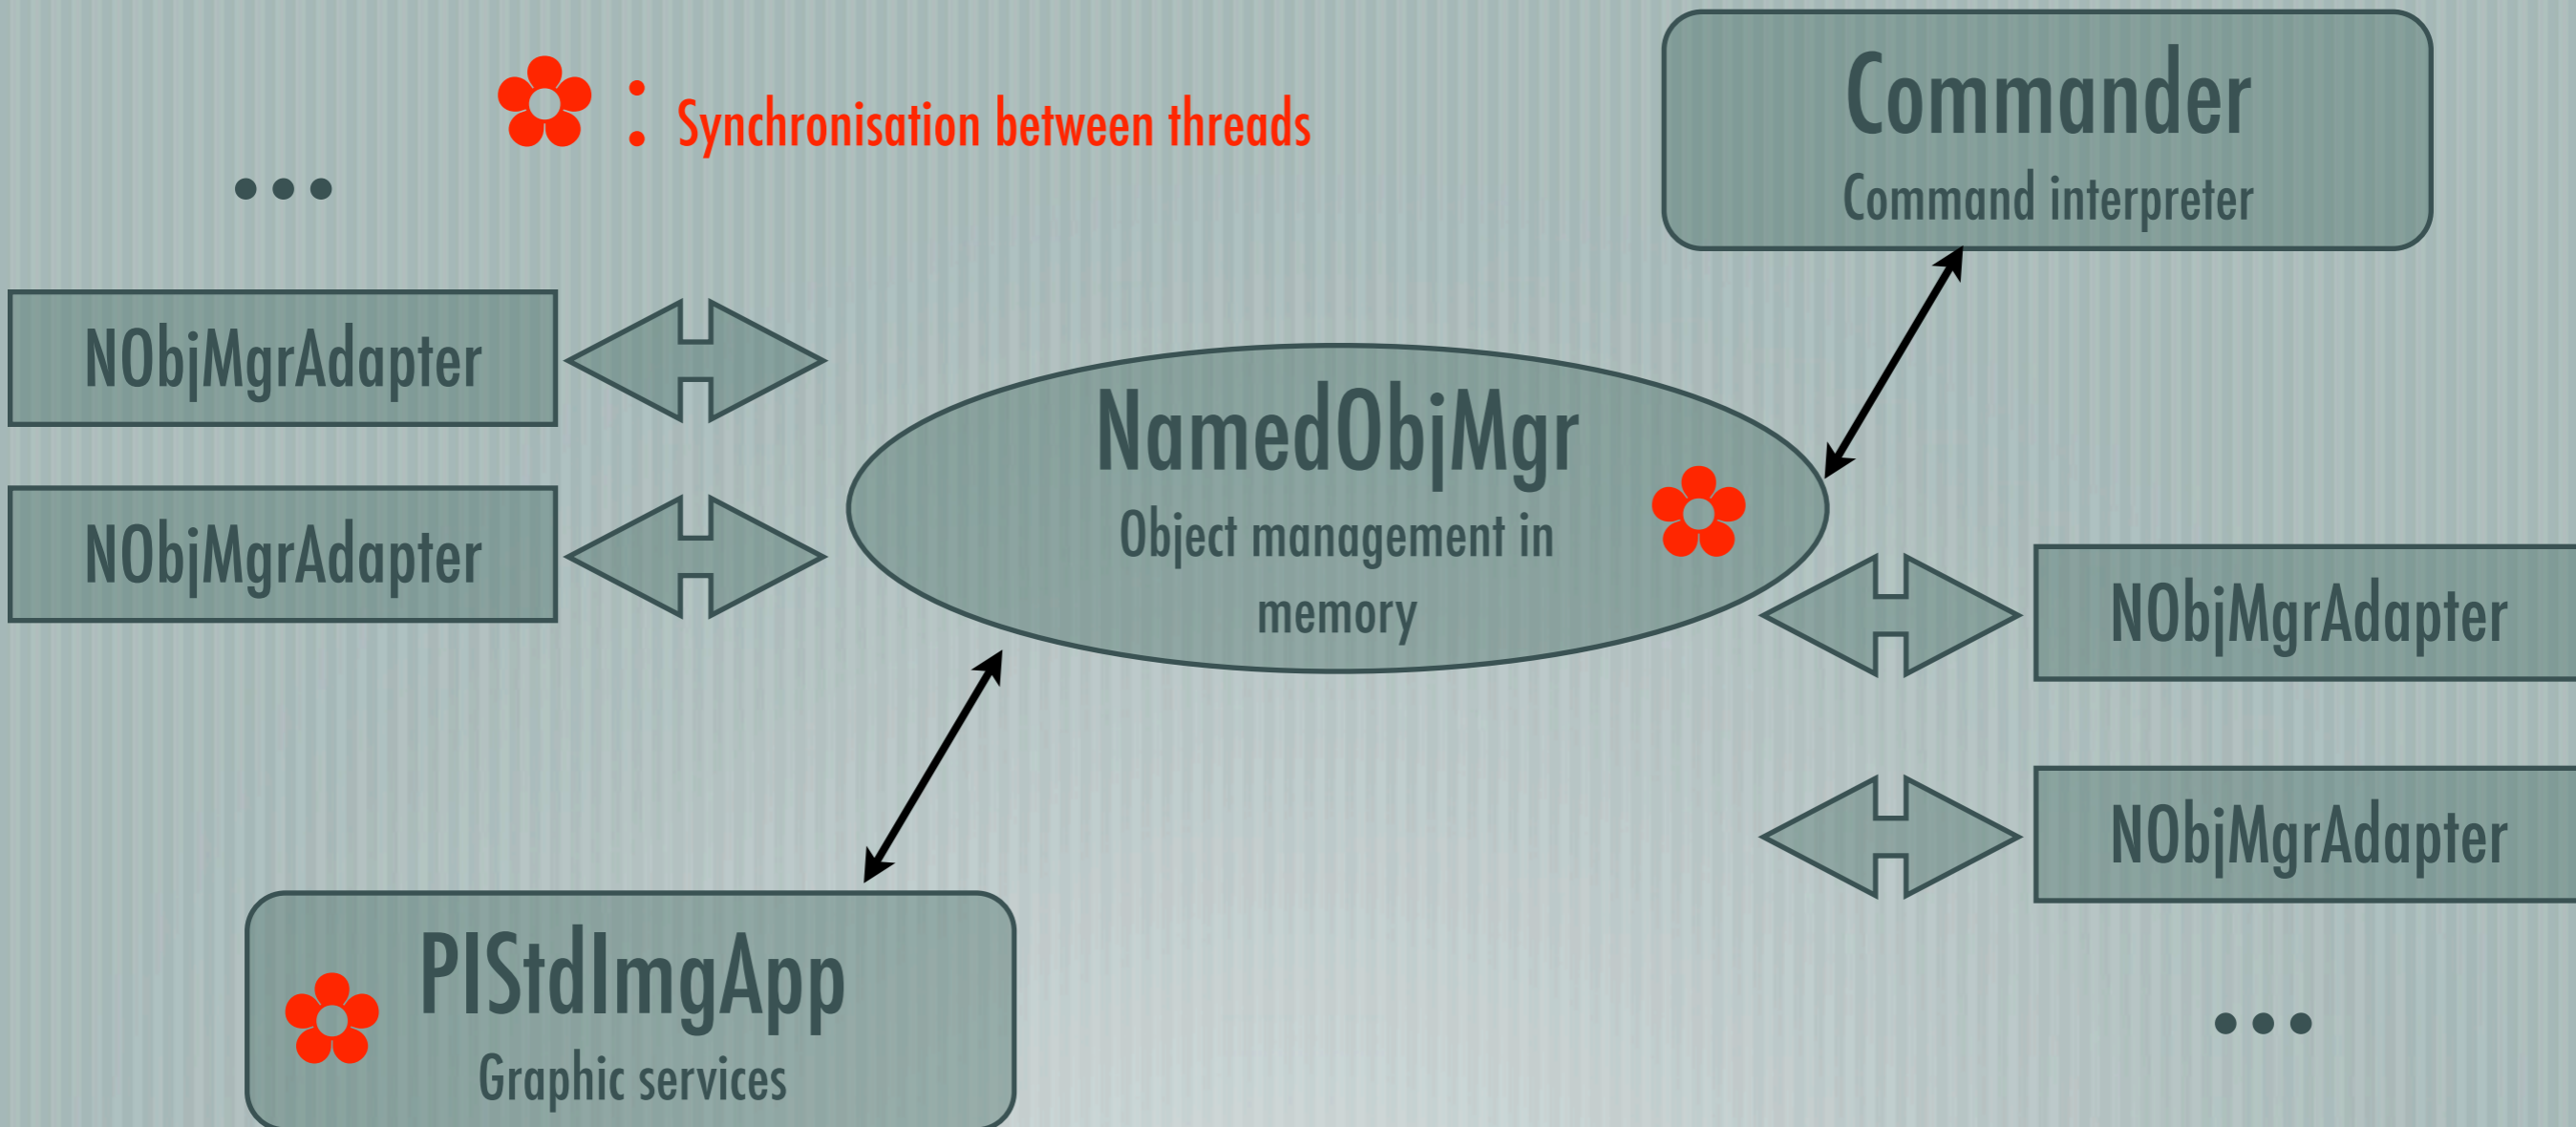 : Synchronisation between threads
Commander
Command interpreter
...
NObjMgrAdapter
NObjMgrAdapter
NamedObjMgr
Object management in
memory
NObjMgrAdapter
NObjMgrAdapter
PIStdImgApp
Graphic services
...